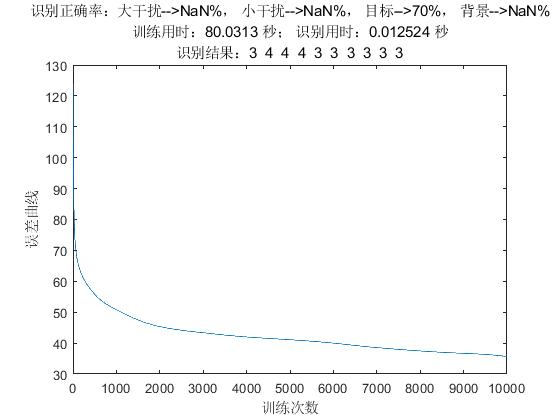 识别正确率：大干扰-->NaN%， 小干扰-->NaN%， 目标-->70%， 背景-->NaN%
训练用时：80.0313 秒； 识别用时：0.012524 秒
识别结果：3 4 4 4 3 3 3 3 3 3
130
120
110
100
90
80
70
60
50
40
30
误差曲线
0 1000 2000 3000 4000 5000 6000 7000 8000 9000 10000
训练次数